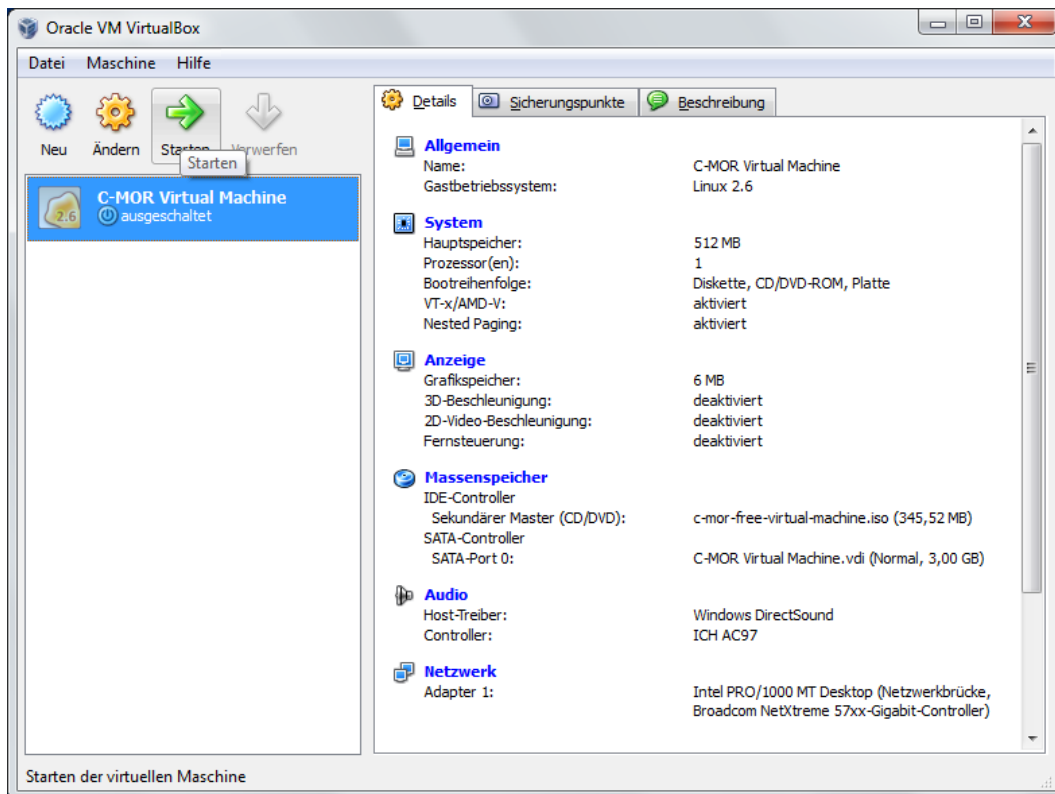 Oracle VM VirtualBox
Datei Maschine Hilfe
Neu Ändern Starten Verwerfen
Starten
C-MOR Virtual Machine
2.6
ausgeschaltet
Details Sicherungspunkte Beschreibung
Allgemein
Name: C-MOR Virtual Machine
Gastbetriebssystem: Linux 2.6
System
Hauptspeicher: 512 MB
Prozessor(en): 1
Bootreihenfolge: Diskette, CD/DVD-ROM, Platte
VT-x/AMD-V: aktiviert
Nested Paging: aktiviert
Anzeige
Grafikspeicher: 6 MB
3D-Beschleunigung: deaktiviert
2D-Video-Beschleunigung: deaktiviert
Fernsteuerung: deaktiviert
Massenspeicher
IDE-Controller
Sekundärer Master (CD/DVD): c-mor-free-virtual-machine.iso (345,52 MB)
SATA-Controller
SATA-Port 0: C-MOR Virtual Machine.vdi (Normal, 3,00 GB)
Audio
Host-Treiber: Windows DirectSound
Controller: ICH AC97
Netzwerk
Adapter 1: Intel PRO/1000 MT Desktop (Netzwerkbrücke,
Broadcom NetXtreme 57xx-Gigabit-Controller)
Starten der virtuellen Maschine